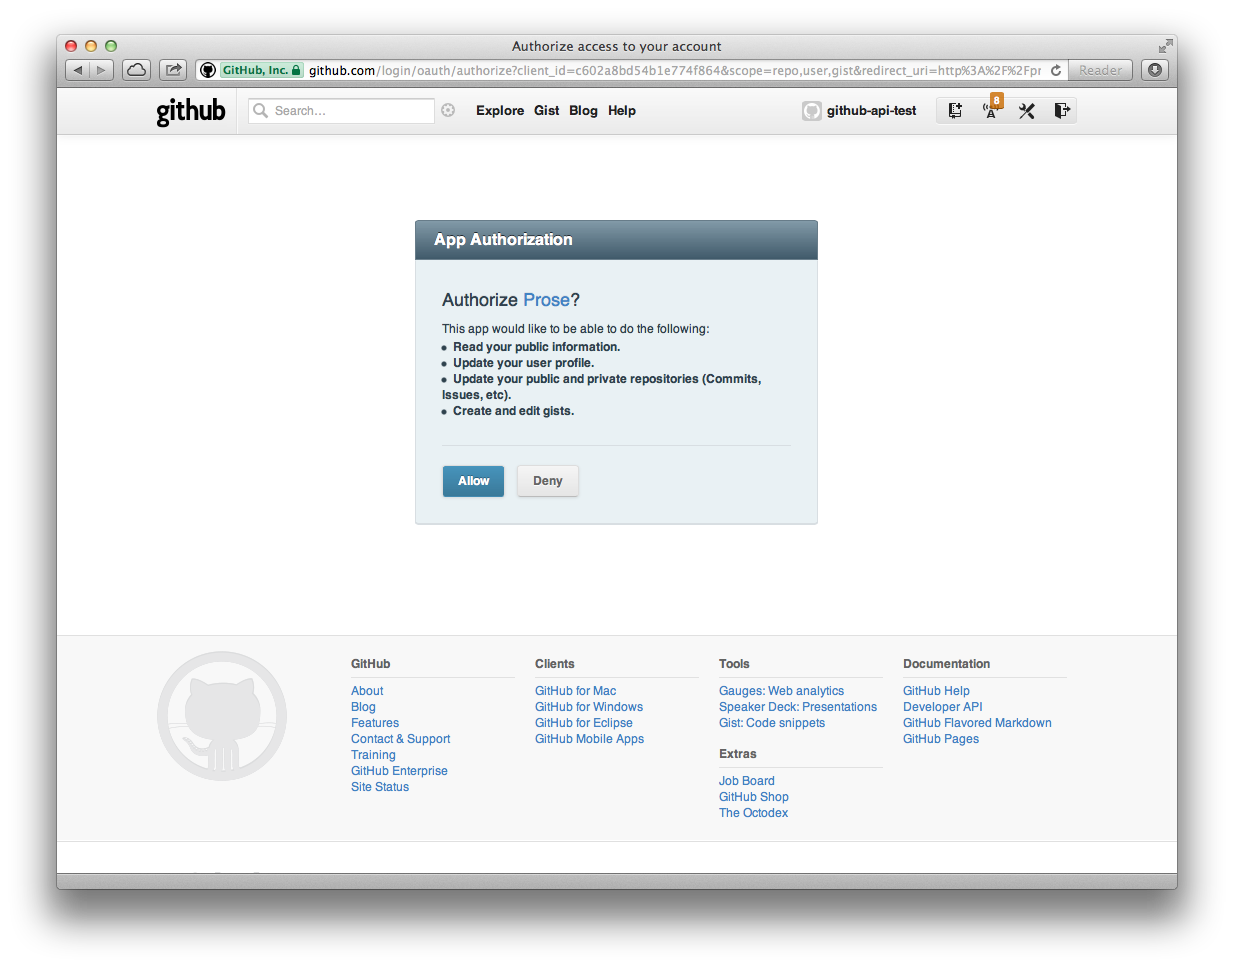 Authorize access to your account
GitHub, Inc. github.com/login/oauth/authorize?client_id=c602a8bd54b1e774f864&scope=repo,user,gist&redirect_uri=http%3A%2F%2Fpr
Reader
github
Search...
Explore Gist Blog Help
github-api-test
8
App Authorization
Authorize Prose?
This app would like to be able to do the following:
• Read your public information.
• Update your user profile.
• Update your public and private repositories (Commits,
Issues, etc).
• Create and edit gists.
Allow Deny
GitHub
About
Blog
Features
Contact & Support
Training
GitHub Enterprise
Site Status
Clients
GitHub for Mac
GitHub for Windows
GitHub for Eclipse
GitHub Mobile Apps
Tools
Gauges: Web analytics
Speaker Deck: Presentations
Gist: Code snippets
Extras
Job Board
GitHub Shop
The Octodex
Documentation
GitHub Help
Developer API
GitHub Flavored Markdown
GitHub Pages